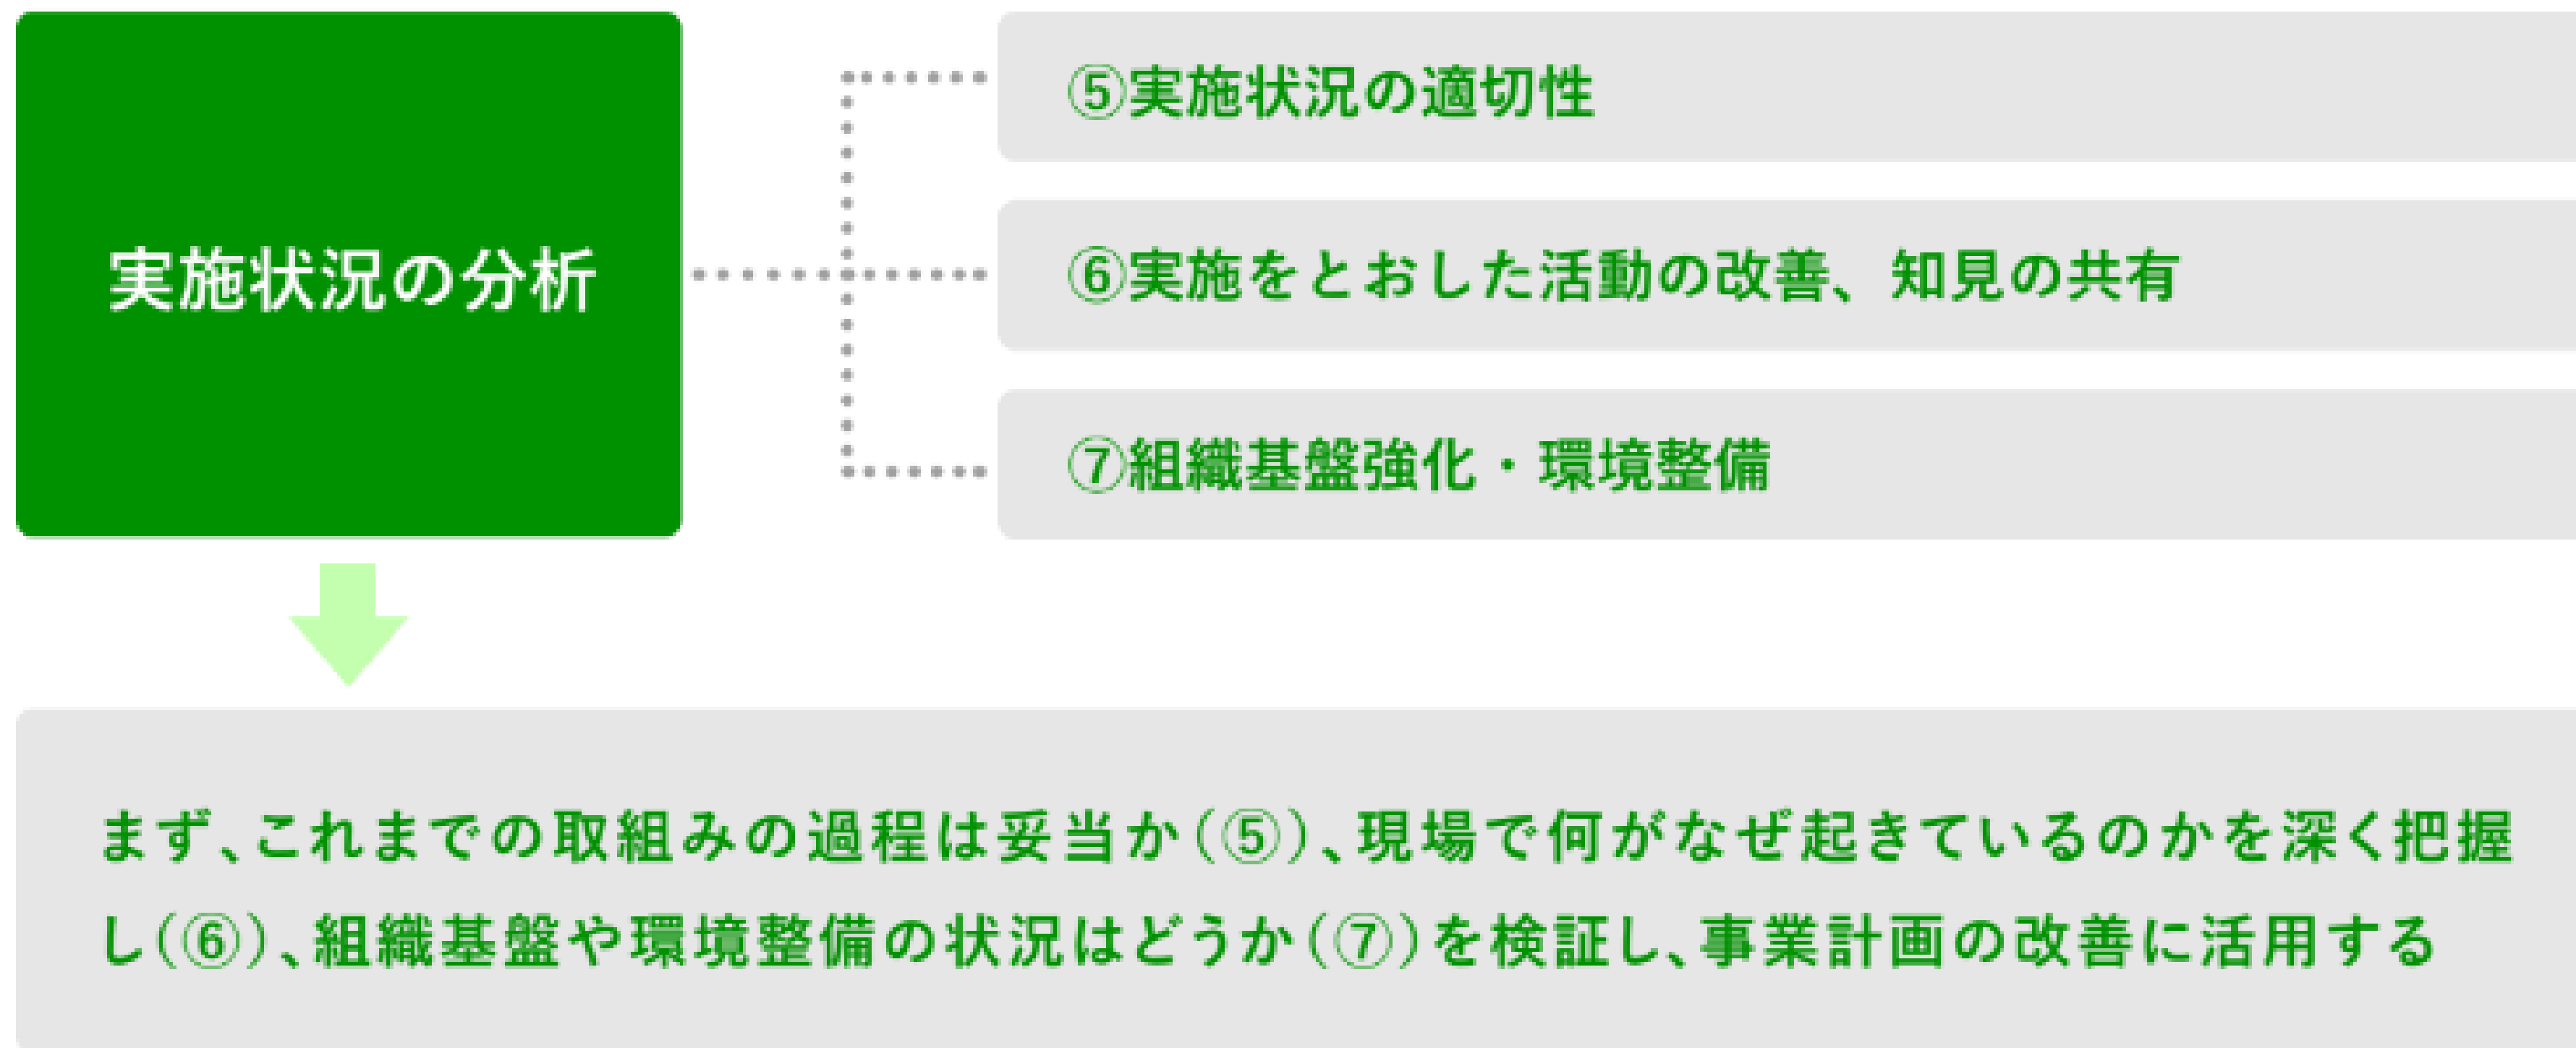 実施状況の分析
⑤実施状況の適切性
⑥実施をとおした活動の改善、知見の共有
⑦組織基盤強化・環境整備
まず、これまでの取組みの過程は妥当か(⑤)、現場で何がなぜ起きているのかを深く把握
し(⑥)、組織基盤や環境整備の状況はどうか(⑦)を検証し、事業計画の改善に活用する